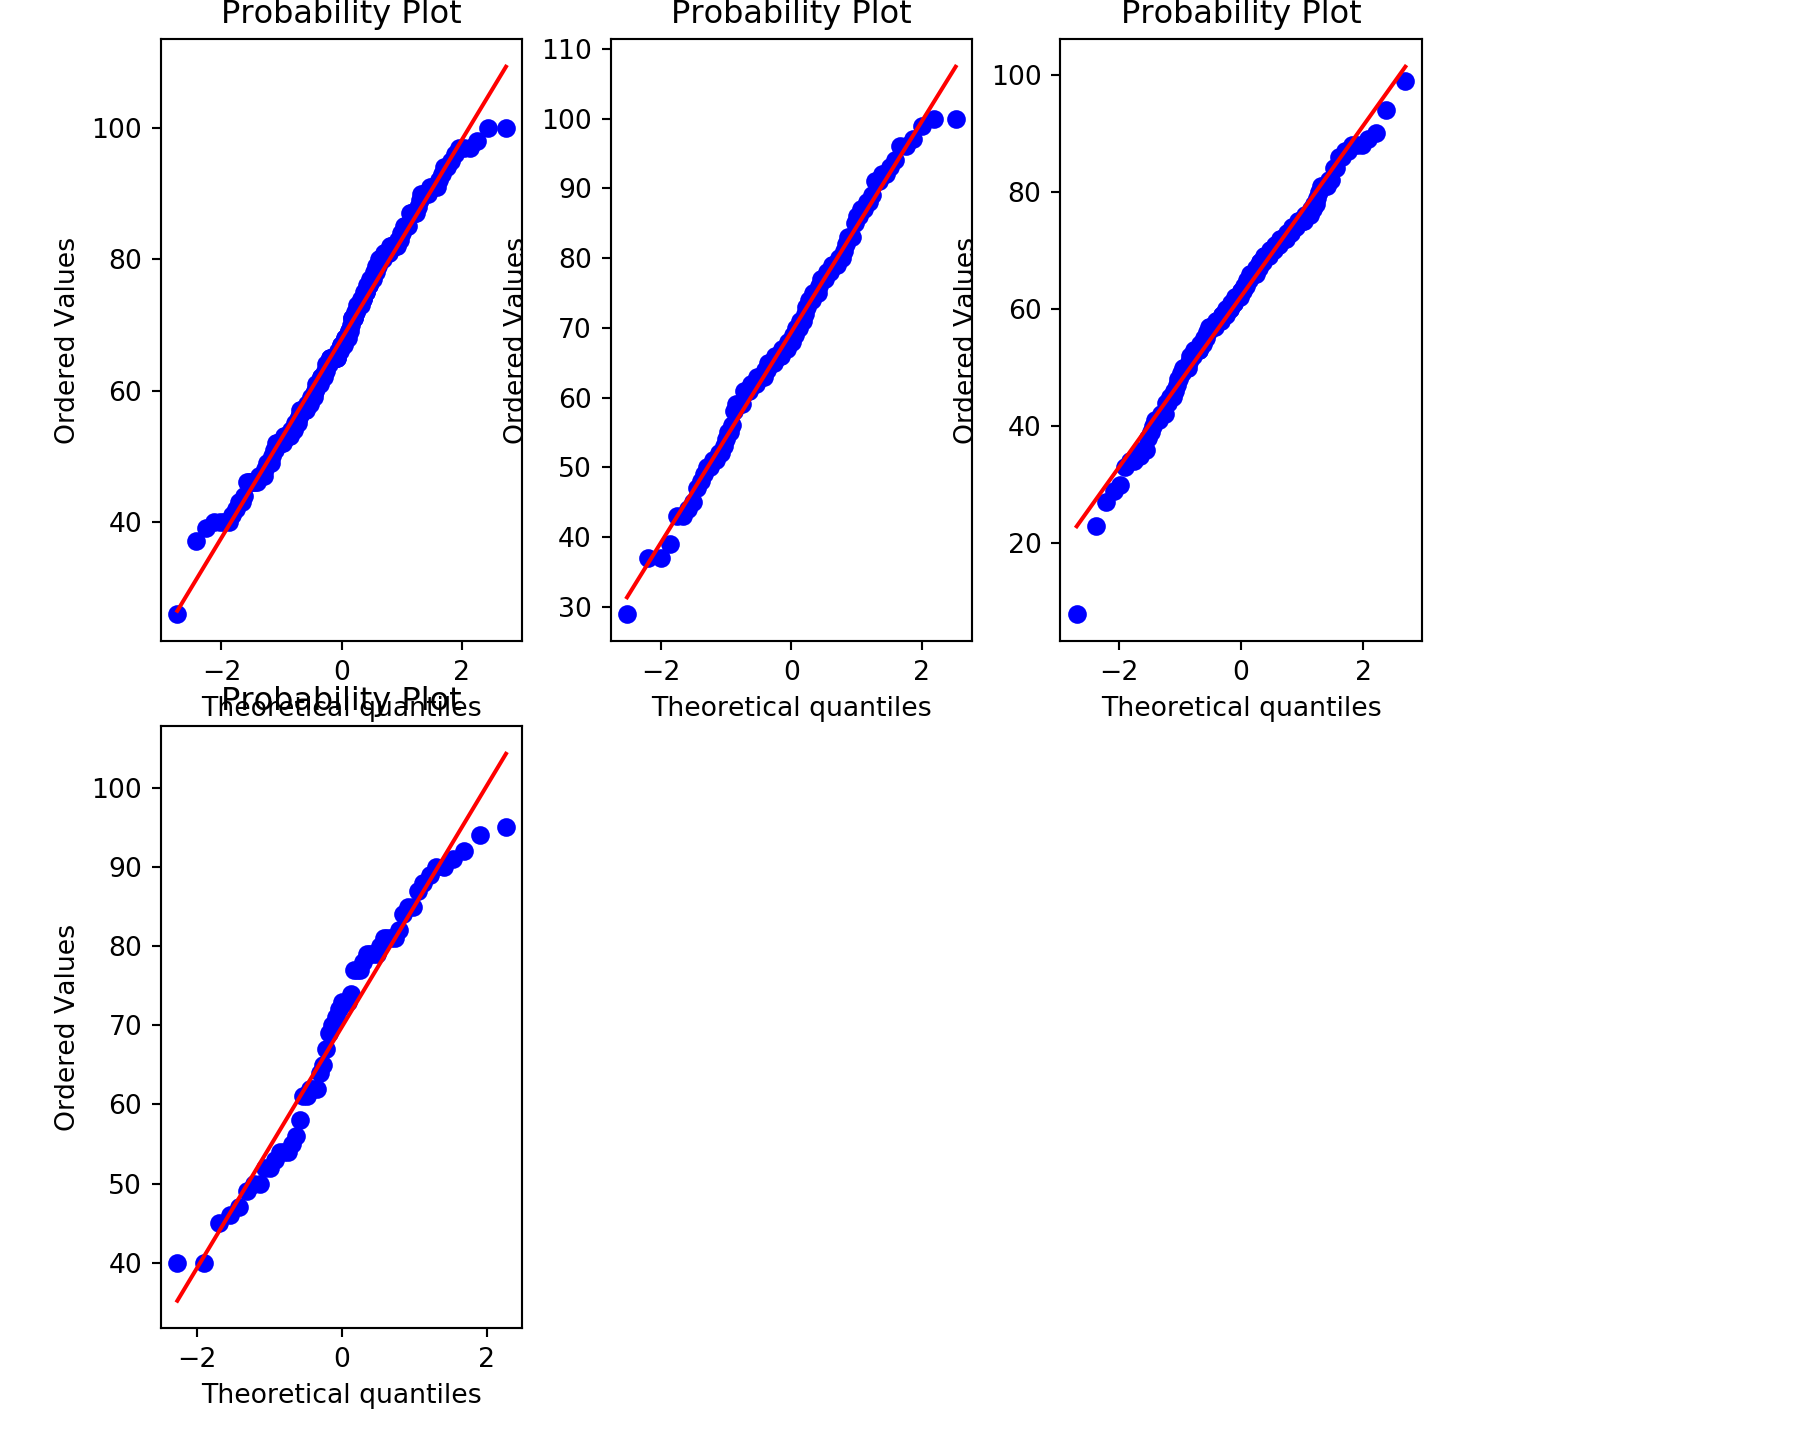 Probability Plot Probability Plot Probability Plot
Ordered Values
100
80
60
40
−2 0 2
Theoretical quantiles
Ordered Values
110
100
90
80
70
60
50
40
30
−2 0 2
Theoretical quantiles
Ordered Values
100
80
60
40
20
−2 0 2
Theoretical quantiles
Probability Plot
Ordered Values
100
90
80
70
60
50
40
−2 0 2
Theoretical quantiles